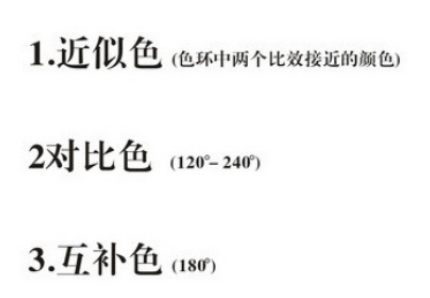 1.近似色 (色环中两个比效接近的颜色)
2对比色 (120°– 240°)
3.互补色 (180°)